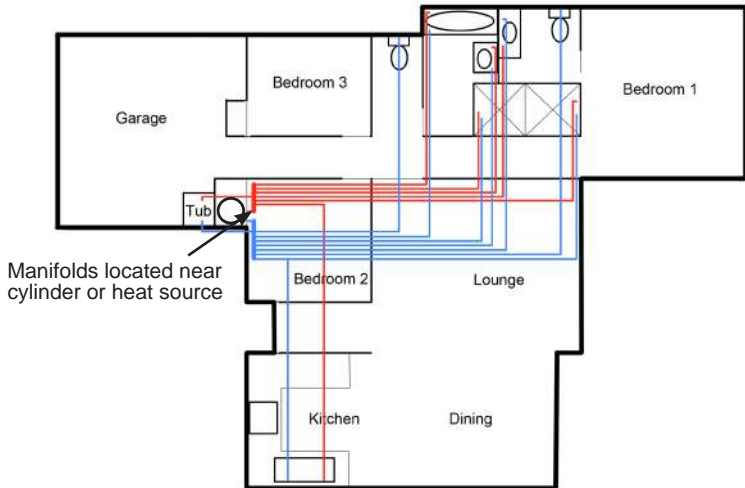 Bedroom 3
Bedroom 1
Garage
Tub
Manifolds located near
cylinder or heat source
Bedroom 2
Lounge
Kitchen
Dining